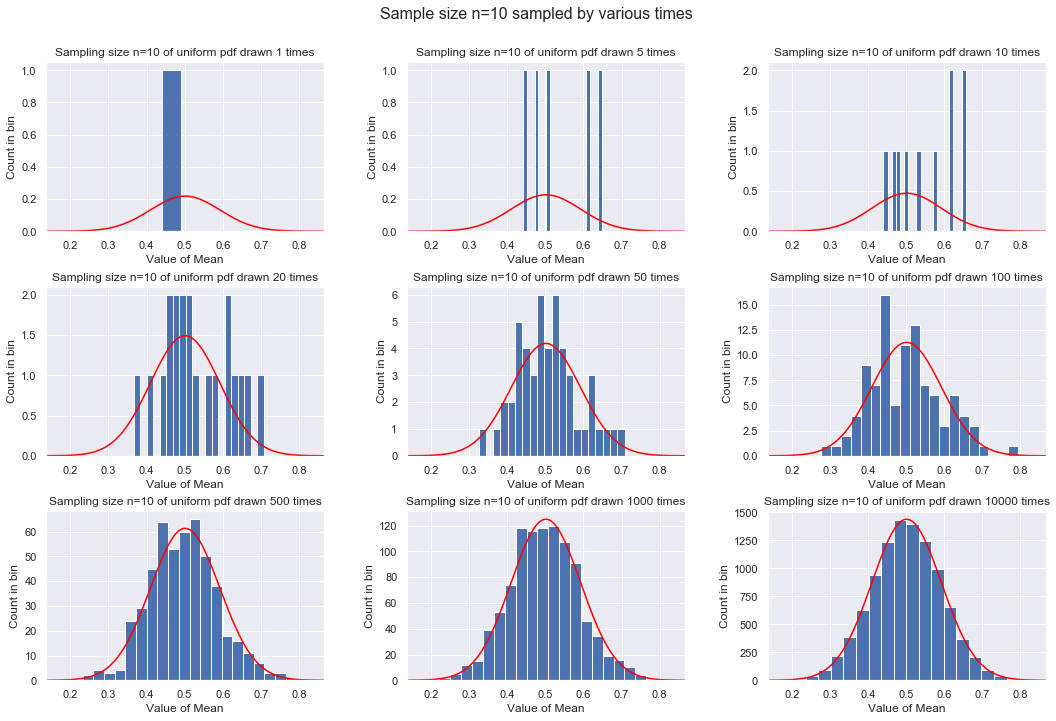 Sample size n=10 sampled by various times
Sampling size n=10 of uniform pdf drawn 1 times
Sampling size n=10 of uniform pdf drawn 5 times
Sampling size n=10 of uniform pdf drawn 10 times
1.0
0.8
0.6
0.4
0.2
0.0
Count in bin
0.2 0.3 0.4 0.5 0.6 0.7 0.8
Value of Mean
1.0
0.8
0.6
0.4
0.2
0.0
Count in bin
0.2 0.3 0.4 0.5 0.6 0.7 0.8
Value of Mean
2.0
1.5
1.0
0.5
0.0
Count in bin
0.2 0.3 0.4 0.5 0.6 0.7 0.8
Value of Mean
Sampling size n=10 of uniform pdf drawn 20 times
Sampling size n=10 of uniform pdf drawn 50 times
Sampling size n=10 of uniform pdf drawn 100 times
2.0
1.5
1.0
0.5
0.0
Count in bin
0.2 0.3 0.4 0.5 0.6 0.7 0.8
Value of Mean
6
5
4
3
2
1
0
Count in bin
0.2 0.3 0.4 0.5 0.6 0.7 0.8
Value of Mean
15.0
12.5
10.0
7.5
5.0
2.5
0.0
Count in bin
0.2 0.3 0.4 0.5 0.6 0.7 0.8
Value of Mean
Sampling size n=10 of uniform pdf drawn 500 times
Sampling size n=10 of uniform pdf drawn 1000 times
Sampling size n=10 of uniform pdf drawn 10000 times
60
50
40
30
20
10
0
Count in bin
0.2 0.3 0.4 0.5 0.6 0.7 0.8
Value of Mean
120
100
80
60
40
20
0
Count in bin
0.2 0.3 0.4 0.5 0.6 0.7 0.8
Value of Mean
1500
1250
1000
750
500
250
0
Count in bin
0.2 0.3 0.4 0.5 0.6 0.7 0.8
Value of Mean